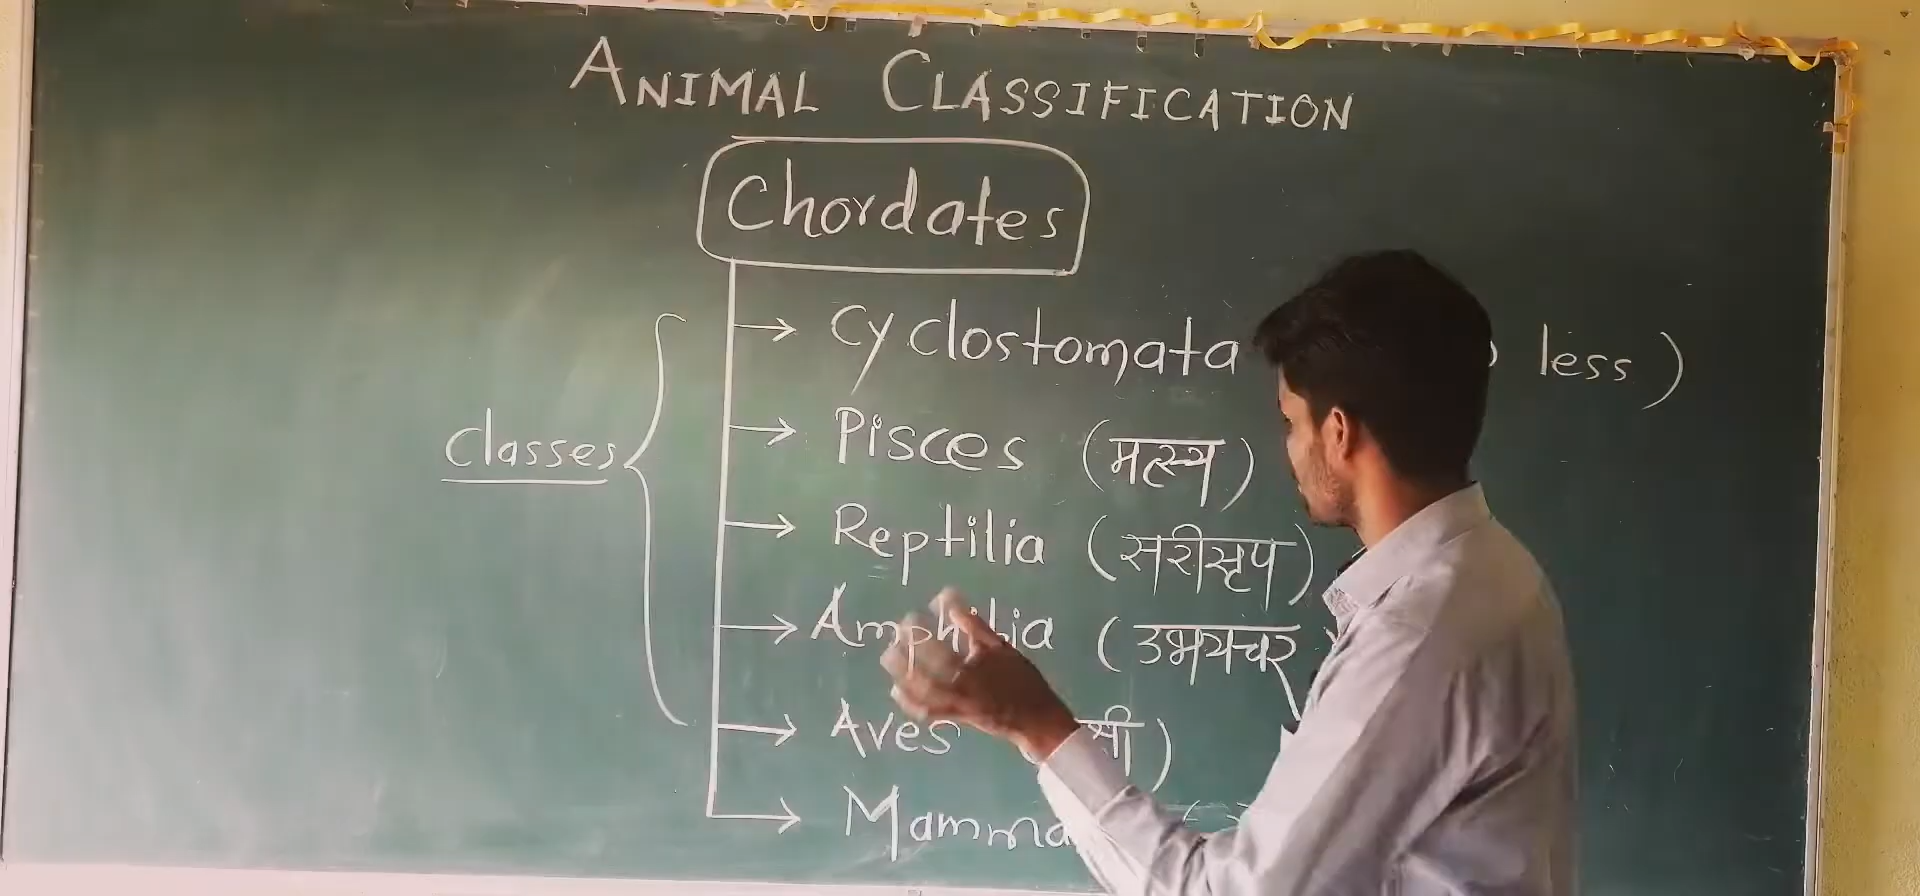 ANIMAL CLASSIFICATION
Chordates
Cyclostomata less)
classes
Pisces (मत्स्य)
Reptilia (सरीसृप)
Amphibia (उभयचर
Aves